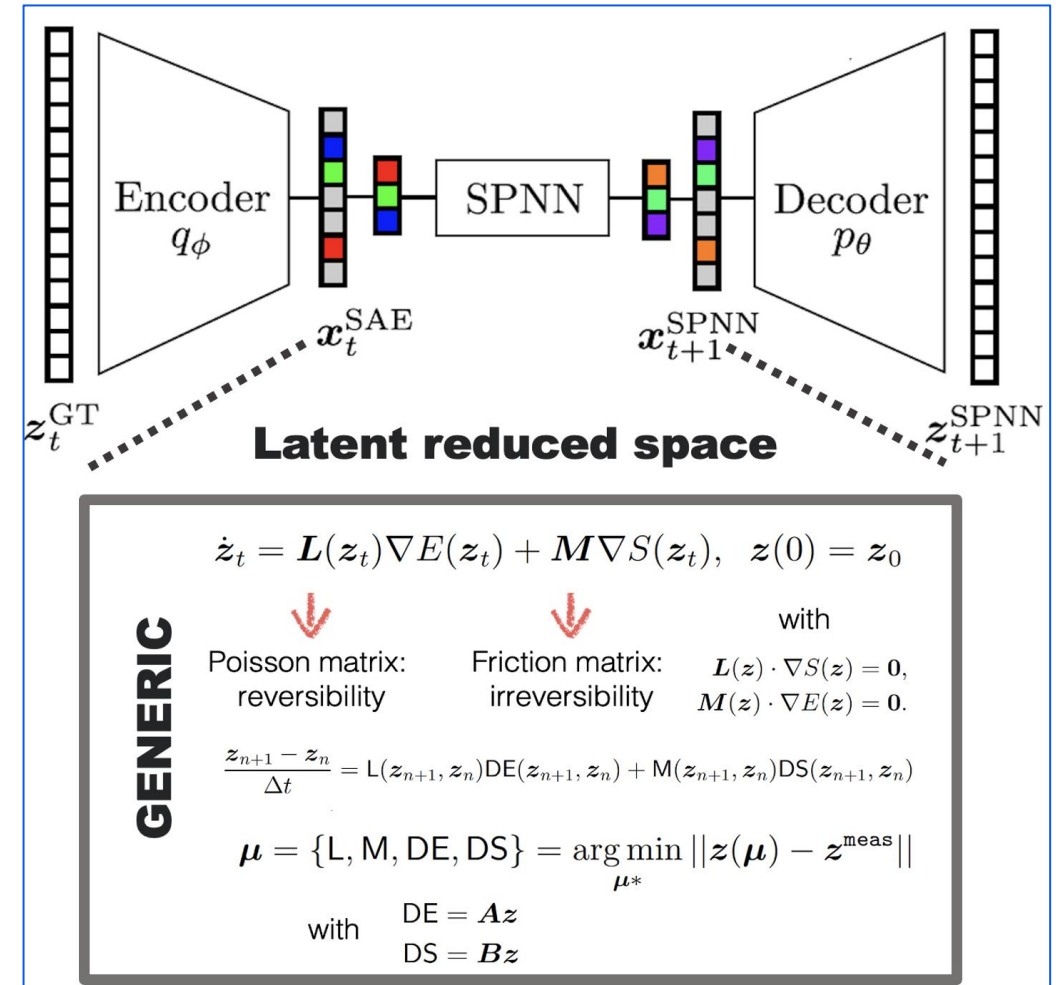 Encoder
q_ϕ
SPNN
Decoder
p_θ
x_t^SAE
x_{t+1}^SPNN
z_t^GT
z_{t+1}^SPNN
Latent reduced space
GENERIC
ż_t = L(z_t)∇E(z_t) + M∇S(z_t), z(0) = z_0
Poisson matrix:
reversibility
Friction matrix:
irreversibility
with
L(z) · ∇S(z) = 0,
M(z) · ∇E(z) = 0.
(z_{n+1} − z_n)/Δt = L(z_{n+1}, z_n)DE(z_{n+1}, z_n) + M(z_{n+1}, z_n)DS(z_{n+1}, z_n)
μ = {L, M, DE, DS} = arg min_{μ*} ||z(μ) − z^meas||
with
DE = Az
DS = Bz